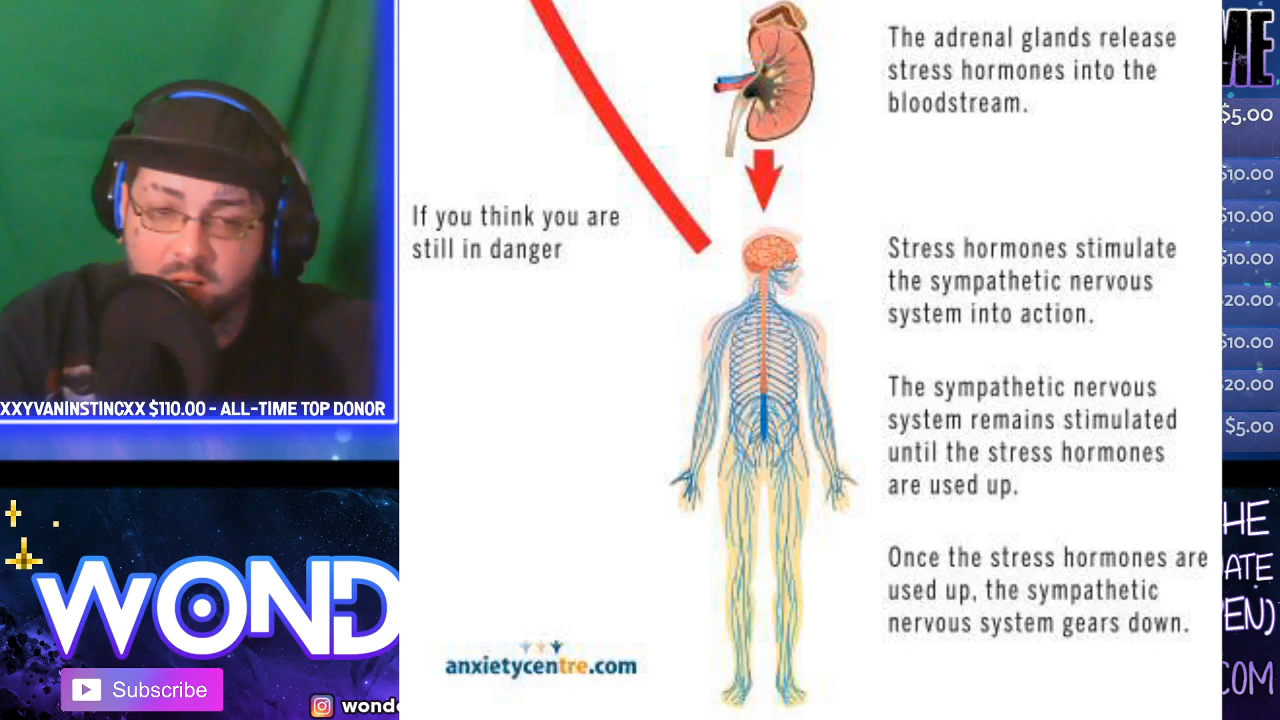 The adrenal glands release
stress hormones into the
bloodstream.
If you think you are
still in danger
Stress hormones stimulate
the sympathetic nervous
system into action.
The sympathetic nervous
system remains stimulated
until the stress hormones
are used up.
Once the stress hormones are
used up, the sympathetic
nervous system gears down.
anxietycentre.com
XXYVANINSTINCXX $110.00 - ALL-TIME TOP DONOR
WOND
Subscribe
wonde
ME
$5.00
$10.00
$10.00
$10.00
$20.00
$10.00
$20.00
$5.00
HE
ATE
EN)
COM